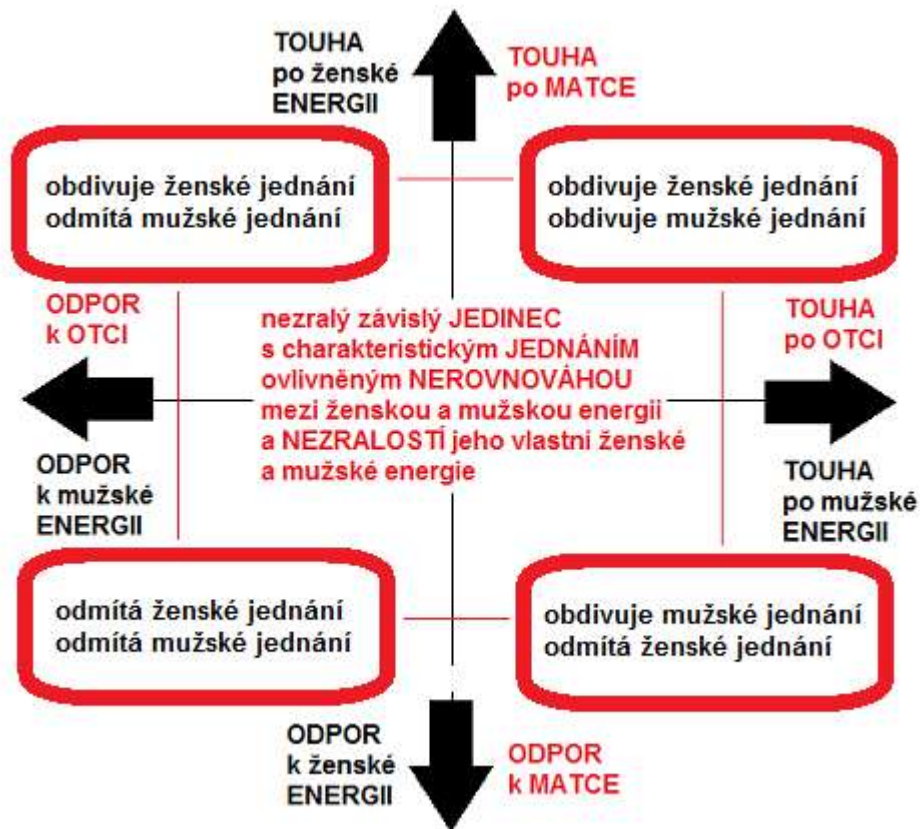 TOUHA
po ženské
ENERGII
TOUHA
po MATCE
obdivuje ženské jednání
odmítá mužské jednání
obdivuje ženské jednání
obdivuje mužské jednání
ODPOR
k OTCI
nezralý závislý JEDINEC
s charakteristickým JEDNÁNÍM
ovlivněným NEROVNOVÁHOU
mezi ženskou a mužskou energii
a NEZRALOSTÍ jeho vlastní ženské
a mužské energie
TOUHA
po OTCI
ODPOR
k mužské
ENERGII
TOUHA
po mužské
ENERGII
odmítá ženské jednání
odmítá mužské jednání
obdivuje mužské jednání
odmítá ženské jednání
ODPOR
k ženské
ENERGII
ODPOR
k MATCE